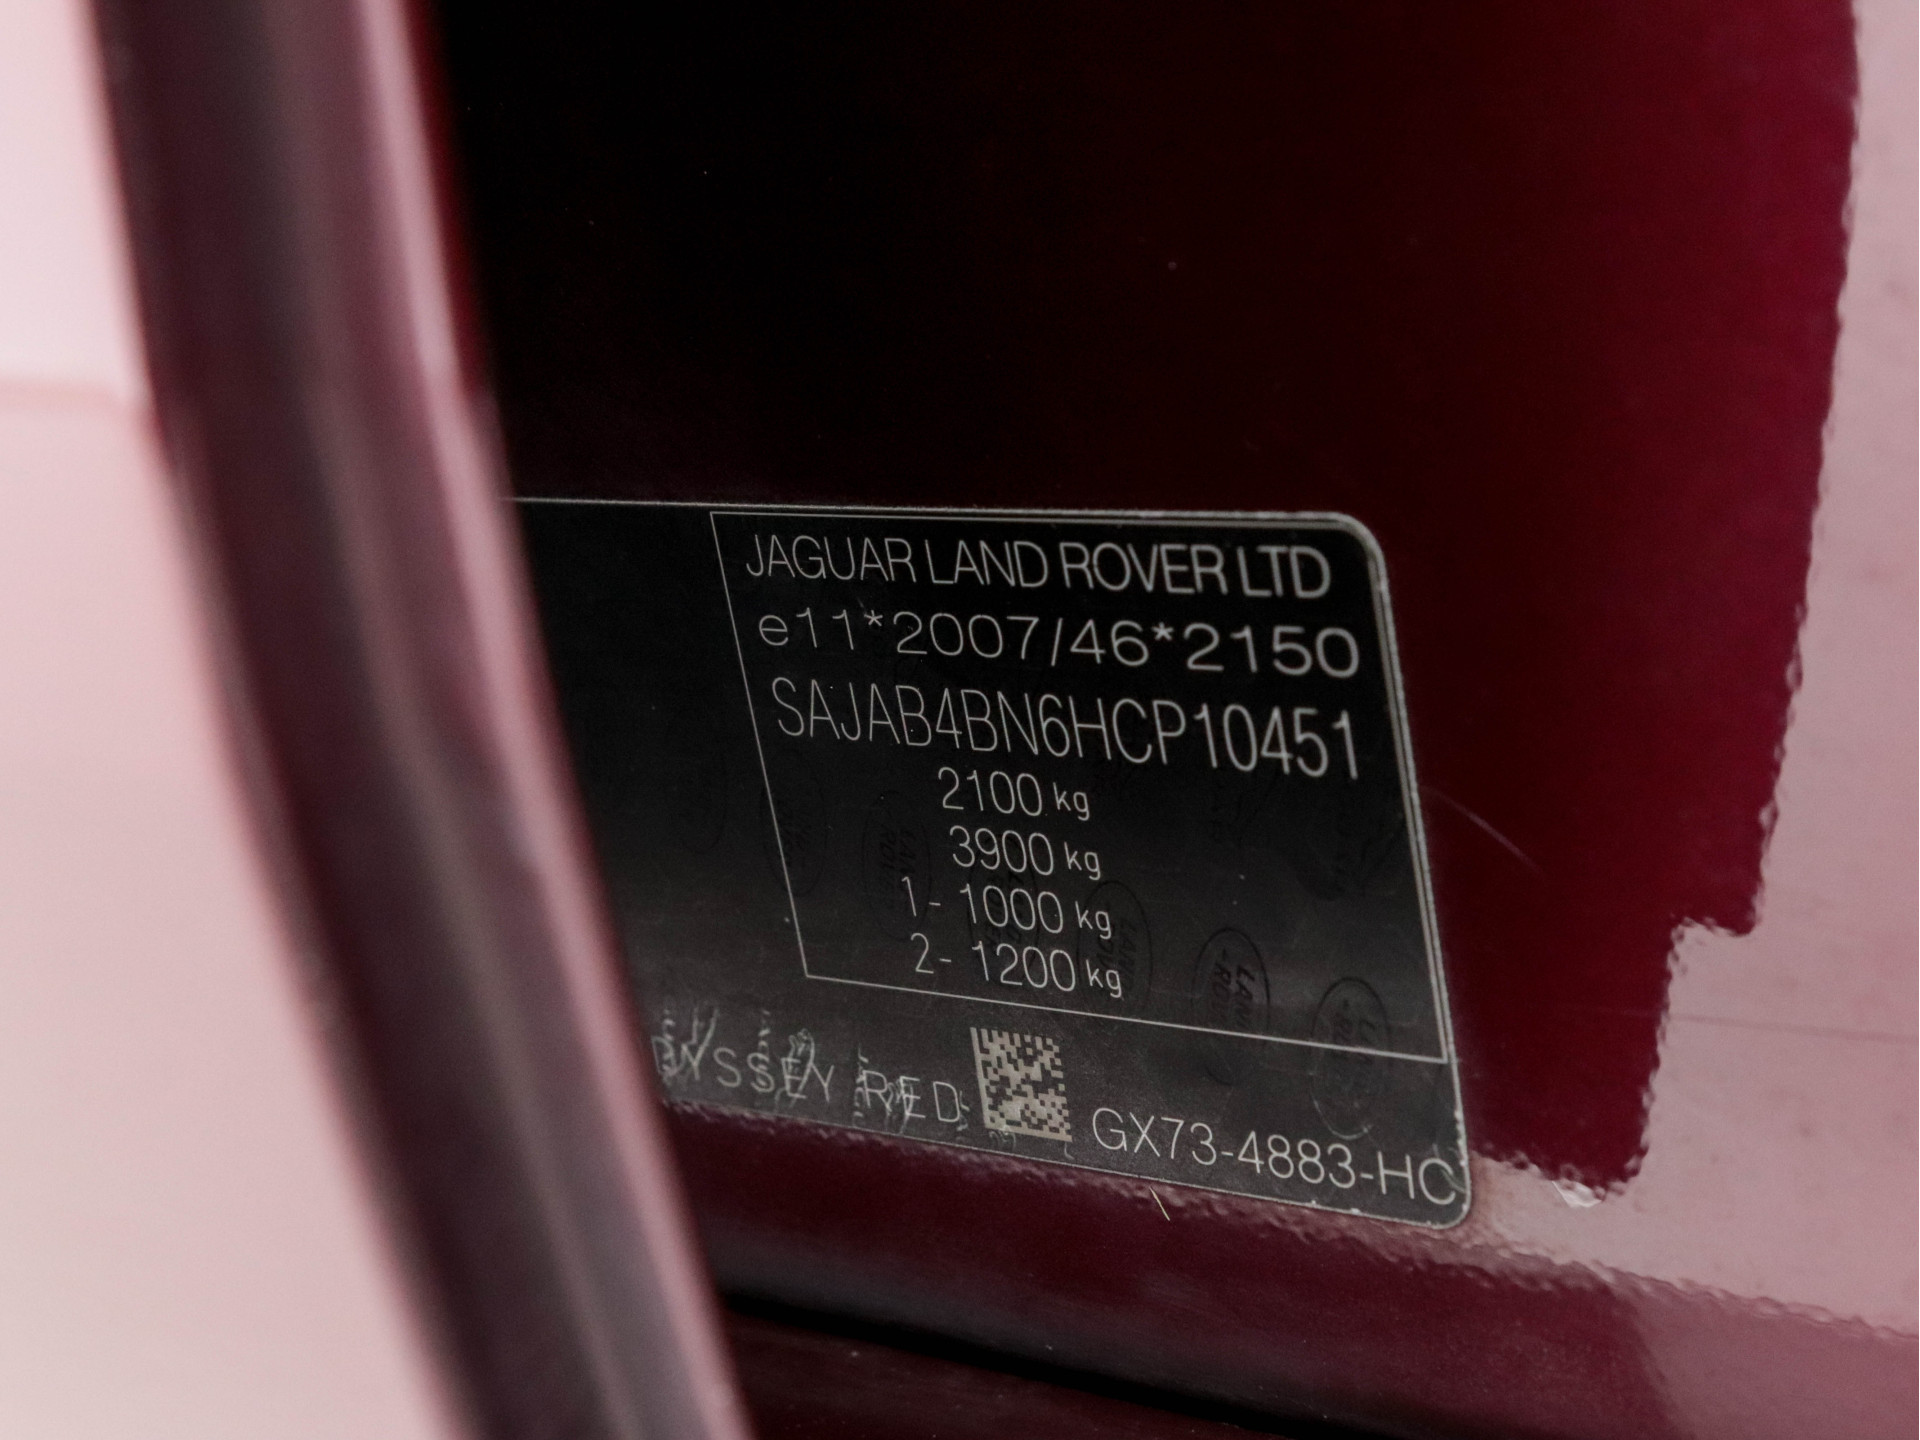 JAGUAR LAND ROVER LTD
e11*2007/46*2150
SAJAB4BN6HCP10451
2100 kg
3900 kg
1- 1000 kg
2- 1200 kg
DYSSEY RED
GX73-4883-HC